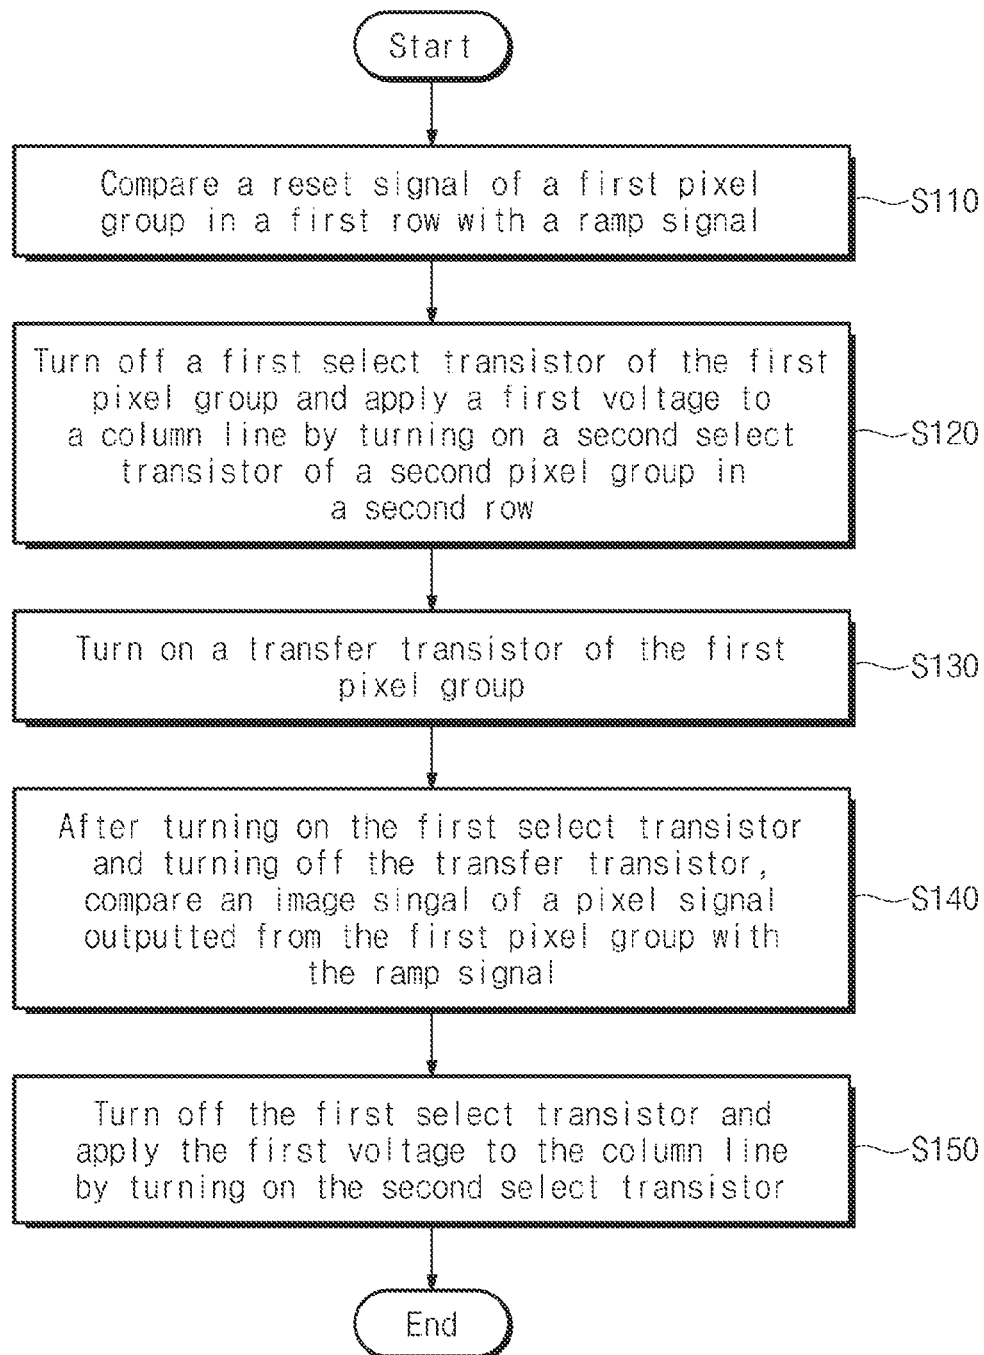 Start
Compare a reset signal of a first pixel
group in a first row with a ramp signal
S110
Turn off a first select transistor of the first
pixel group and apply a first voltage to
a column line by turning on a second select
transistor of a second pixel group in
a second row
S120
Turn on a transfer transistor of the first
pixel group
S130
After turning on the first select transistor
and turning off the transfer transistor,
compare an image singal of a pixel signal
outputted from the first pixel group with
the ramp signal
S140
Turn off the first select transistor and
apply the first voltage to the column line
by turning on the second select transistor
S150
End